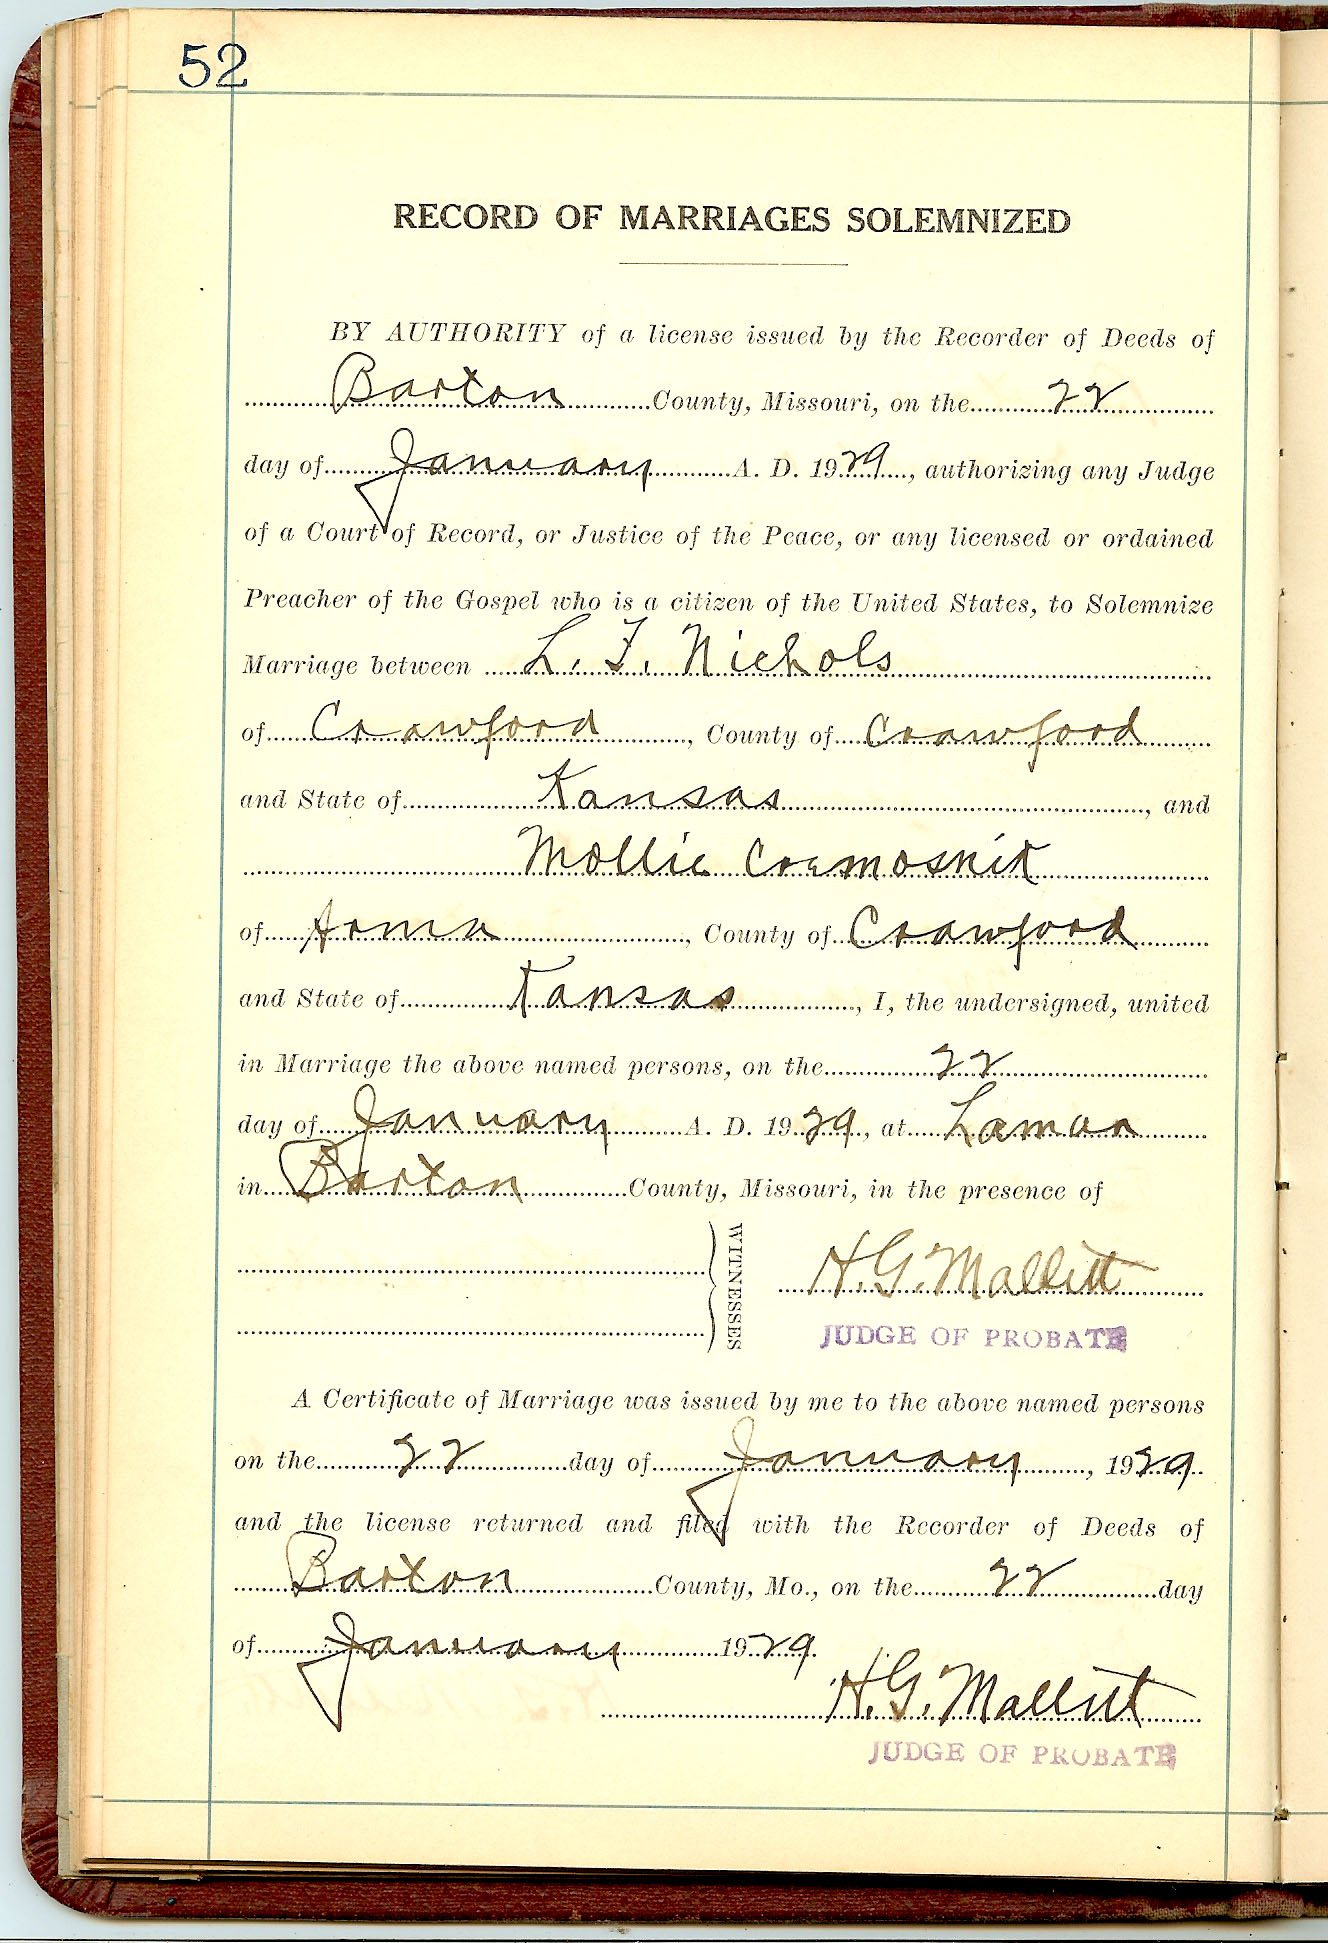 52
RECORD OF MARRIAGES SOLEMNIZED
BY AUTHORITY of a license issued by the Recorder of Deeds of
Barton County, Missouri, on the 22
day of January A. D. 1929, authorizing any Judge
of a Court of Record, or Justice of the Peace, or any licensed or ordained
Preacher of the Gospel who is a citizen of the United States, to Solemnize
Marriage between L. F. Nichols
of Crawford, County of Crawford
and State of Kansas, and
Mollie
of Arma, County of Crawford
and State of Kansas, I, the undersigned, united
in Marriage the above named persons, on the 22
day of January A. D. 1929, at Lamar
in Barton County, Missouri, in the presence of
WITNESSES
H. G. Mallitt
JUDGE OF PROBATE
A Certificate of Marriage was issued by me to the above named persons
on the 22 day of January, 1929
and the license returned and filed with the Recorder of Deeds of
Barton County, Mo., on the 22 day
of January 1929.
H. G. Mallitt
JUDGE OF PROBATE